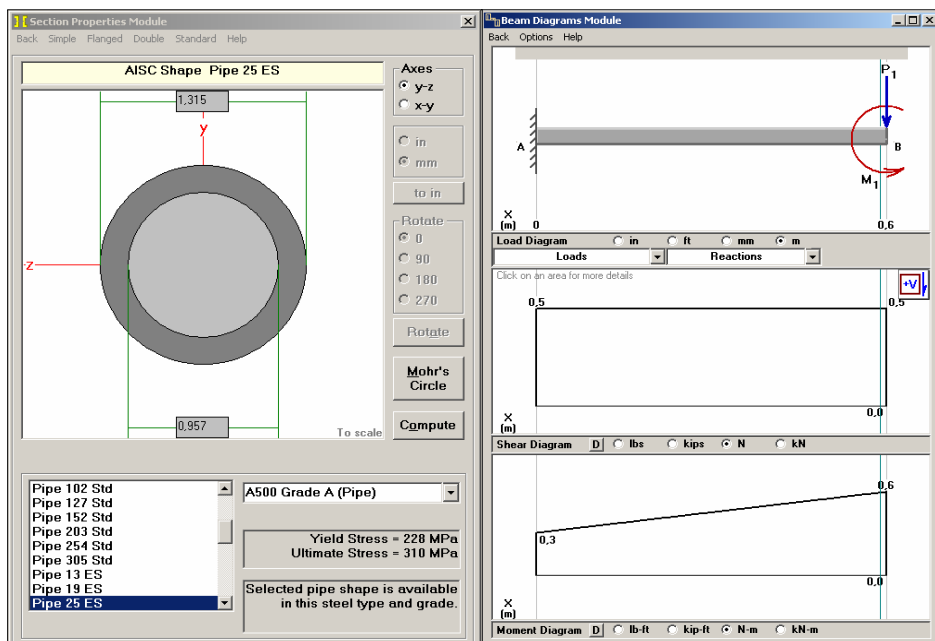 Section Properties Module
Back Simple Flanged Double Standard Help
AISC Shape Pipe 25 ES
1,315
y
z
0,957
To scale
Axes
y-z
x-y
in
mm
to in
Rotate
0
90
180
270
Rotate
Mohr's
Circle
Compute
Pipe 102 Std
Pipe 127 Std
Pipe 152 Std
Pipe 203 Std
Pipe 254 Std
Pipe 305 Std
Pipe 13 ES
Pipe 19 ES
Pipe 25 ES
A500 Grade A (Pipe)
Yield Stress = 228 MPa
Ultimate Stress = 310 MPa
Selected pipe shape is available
in this steel type and grade.
Beam Diagrams Module
Back Options Help
P1
A
B
M1
X
(m)
0
0,6
Load Diagram in ft mm m
Loads Reactions
Click on an area for more details
+V
0,5
0,5
X
(m)
0,0
Shear Diagram D lbs kips N kN
0,6
0,3
0,0
X
(m)
Moment Diagram D lb-ft kip-ft N-m kN-m